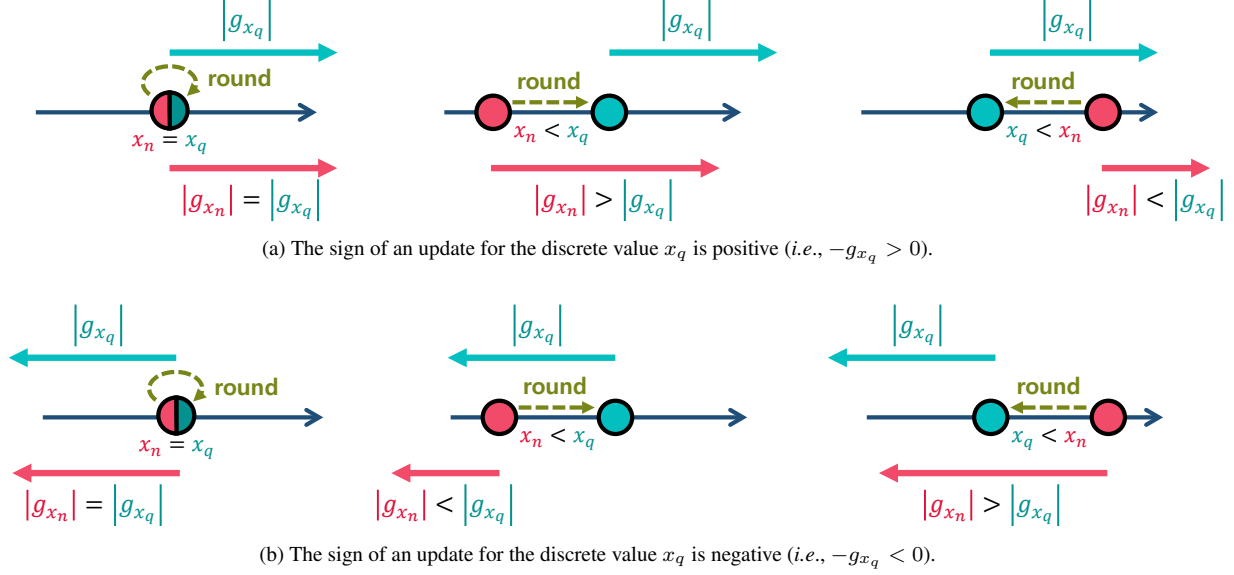 |g_{x_q}| |g_{x_q}| |g_{x_q}|
round round round
x_n = x_q x_n < x_q x_q < x_n
|g_{x_n}| = |g_{x_q}| |g_{x_n}| > |g_{x_q}| |g_{x_n}| < |g_{x_q}|
(a) The sign of an update for the discrete value x_q is positive (i.e., −g_{x_q} > 0).
|g_{x_q}| |g_{x_q}| |g_{x_q}|
round round round
x_n = x_q x_n < x_q x_q < x_n
|g_{x_n}| = |g_{x_q}| |g_{x_n}| < |g_{x_q}| |g_{x_n}| > |g_{x_q}|
(b) The sign of an update for the discrete value x_q is negative (i.e., −g_{x_q} < 0).